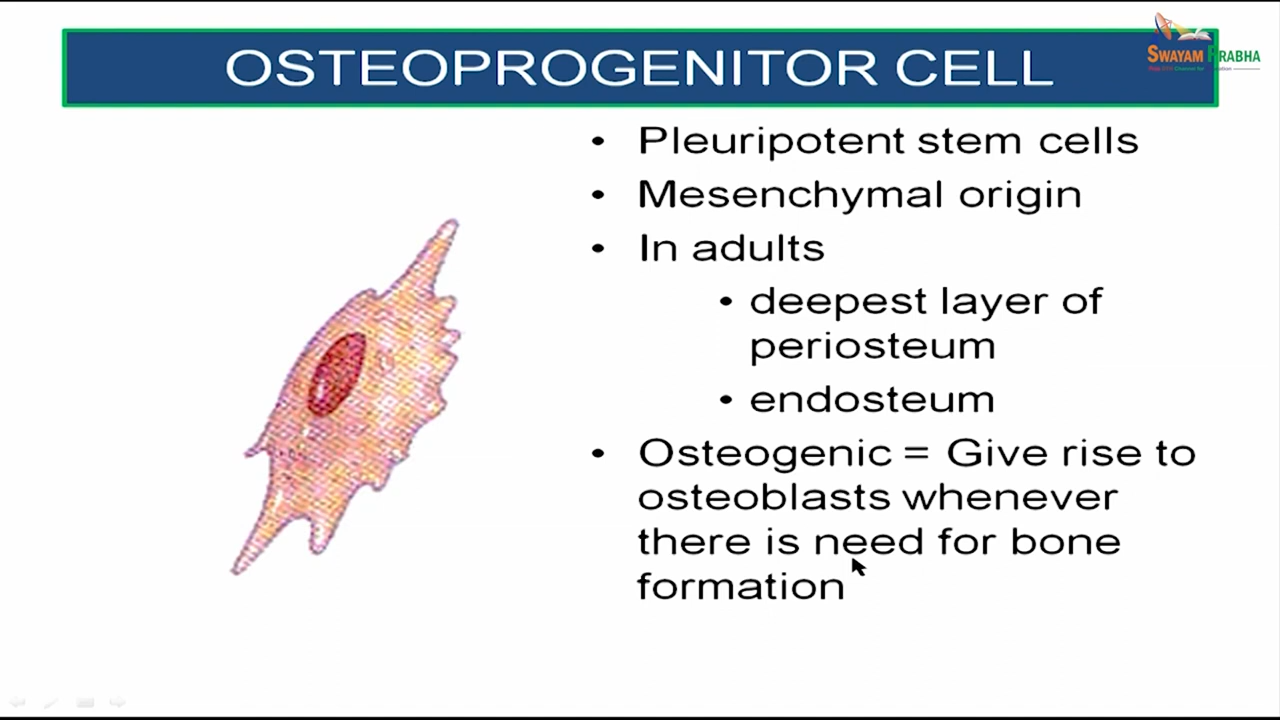 OSTEOPROGENITOR CELL
SWAYAM PRABHA
• Pleuripotent stem cells
• Mesenchymal origin
• In adults
• deepest layer of
periosteum
• endosteum
• Osteogenic = Give rise to
osteoblasts whenever
there is need for bone
formation